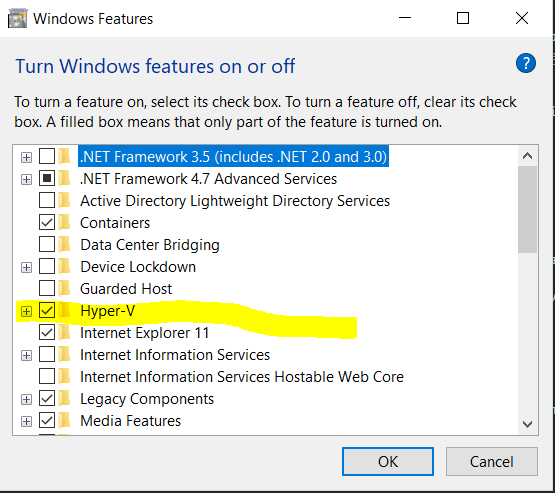 Windows Features
Turn Windows features on or off
?
To turn a feature on, select its check box. To turn a feature off, clear its check
box. A filled box means that only part of the feature is turned on.
.NET Framework 3.5 (includes .NET 2.0 and 3.0)
.NET Framework 4.7 Advanced Services
Active Directory Lightweight Directory Services
Containers
Data Center Bridging
Device Lockdown
Guarded Host
Hyper-V
Internet Explorer 11
Internet Information Services
Internet Information Services Hostable Web Core
Legacy Components
Media Features
OK
Cancel